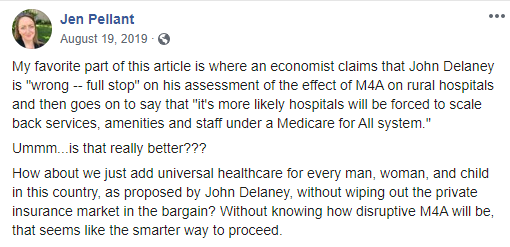 Jen Pellant
August 19, 2019 ·
My favorite part of this article is where an economist claims that John Delaney
is "wrong -- full stop" on his assessment of the effect of M4A on rural hospitals
and then goes on to say that "it's more likely hospitals will be forced to scale
back services, amenities and staff under a Medicare for All system."
Ummm...is that really better???
How about we just add universal healthcare for every man, woman, and child
in this country, as proposed by John Delaney, without wiping out the private
insurance market in the bargain? Without knowing how disruptive M4A will be,
that seems like the smarter way to proceed.